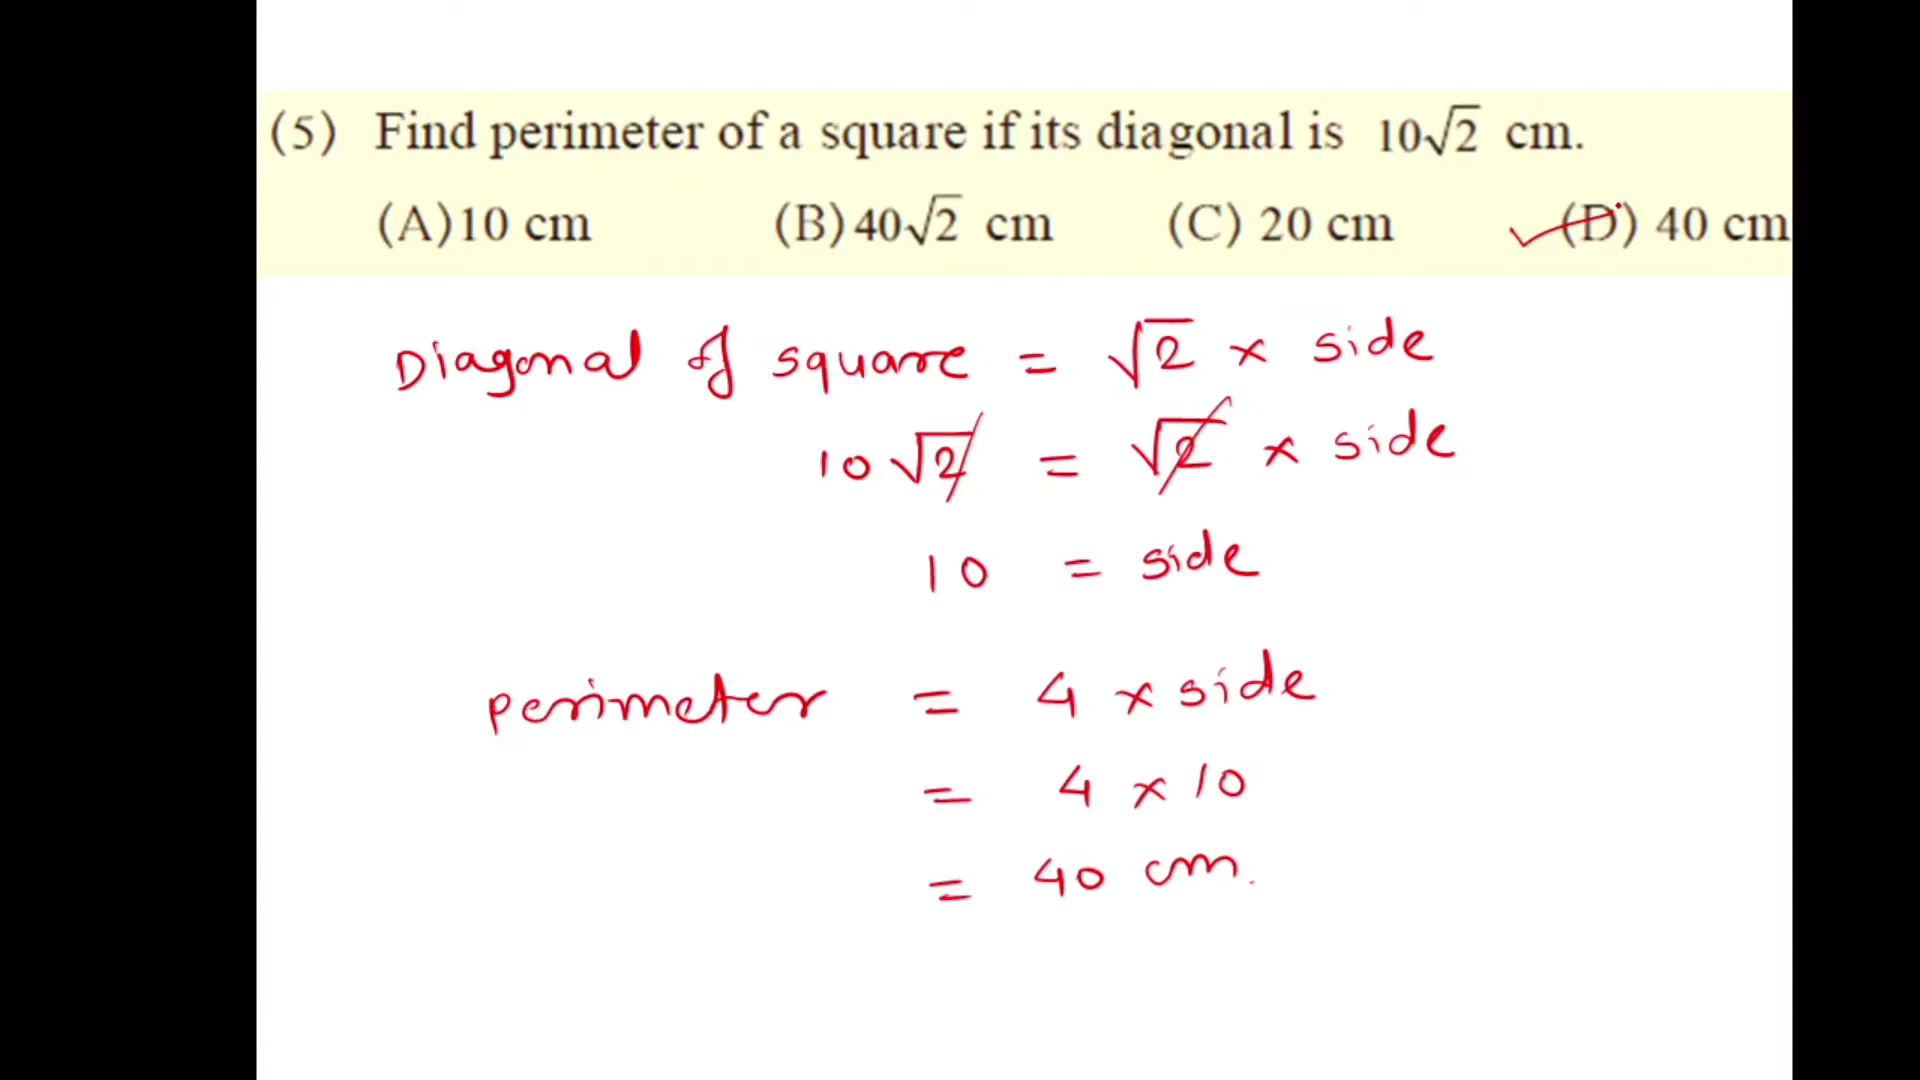 (5) Find perimeter of a square if its diagonal is 10√2 cm.
(A)10 cm (B)40√2 cm (C) 20 cm (D) 40 cm
Diagonal of square = √2 × side
10√2 = √2 × side
10 = side
perimeter = 4 × side
= 4 × 10
= 40 cm.